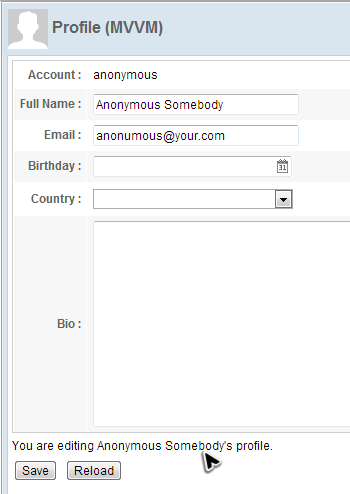 Profile (MVVM)
Account : anonymous
Full Name : Anonymous Somebody
Email : anonumous@your.com
Birthday : 31
Country :
Bio :
You are editing Anonymous Somebody's profile.
Save Reload